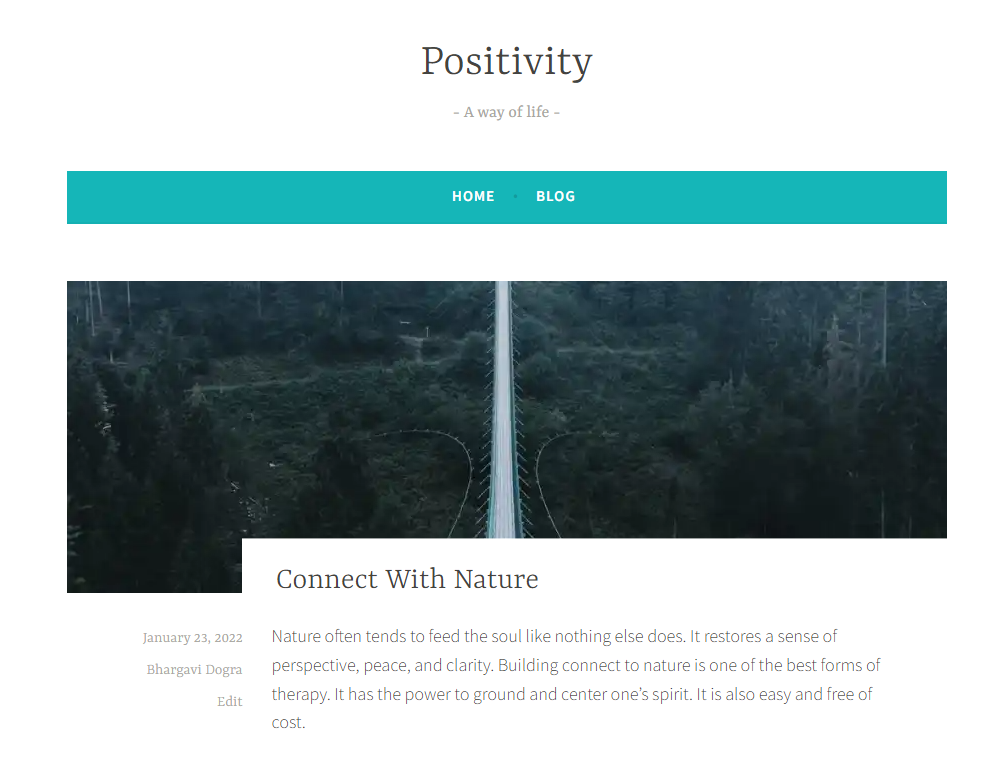 Positivity
– A way of life –
HOME · BLOG
Connect With Nature
January 23, 2022
Bhargavi Dogra
Edit
Nature often tends to feed the soul like nothing else does. It restores a sense of
perspective, peace, and clarity. Building connect to nature is one of the best forms of
therapy. It has the power to ground and center one’s spirit. It is also easy and free of
cost.